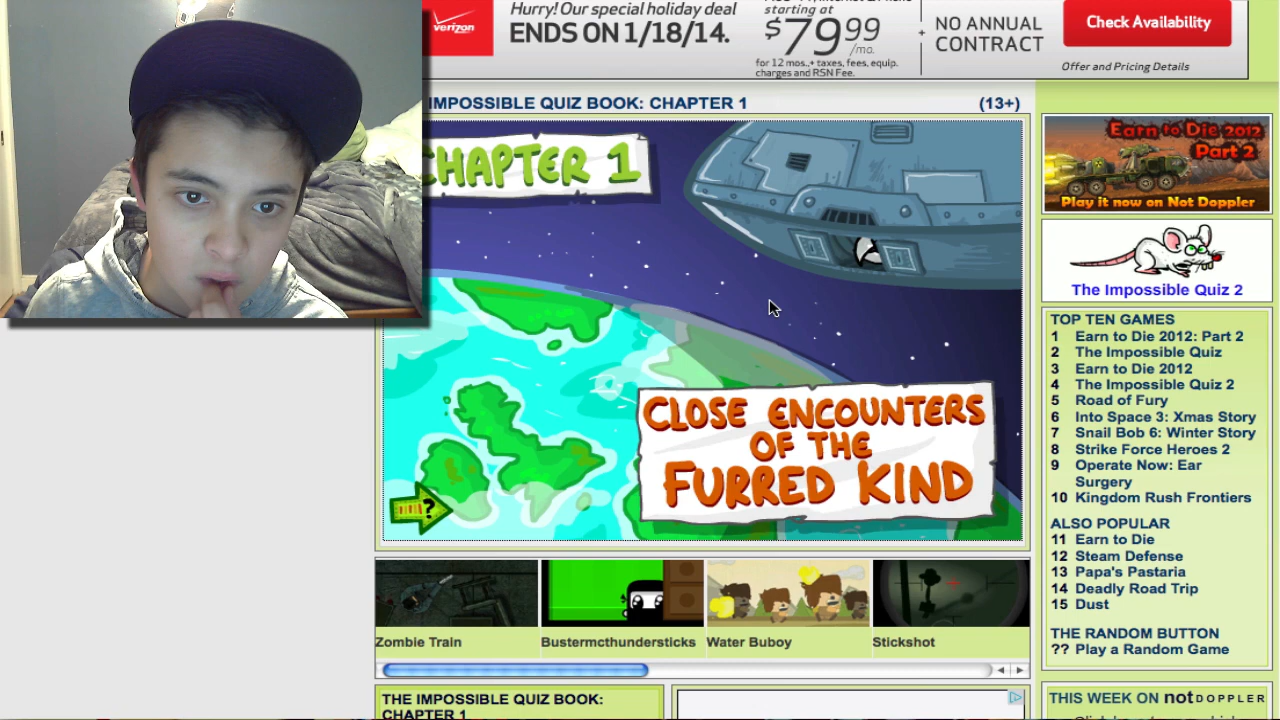 verizon
Hurry! Our special holiday deal
ENDS ON 1/18/14.
starting at
$79.99
/mo.
for 12 mos.,+ taxes, fees, equip.
charges and RSN Fee.
+
NO ANNUAL
CONTRACT
Check Availability
Offer and Pricing Details
IMPOSSIBLE QUIZ BOOK: CHAPTER 1
(13+)
CHAPTER 1
CLOSE ENCOUNTERS
OF THE
FURRED KIND
?
Zombie Train
Bustermcthundersticks
Water Buboy
Stickshot
THE IMPOSSIBLE QUIZ BOOK:
CHAPTER 1
Earn to Die 2012
Part 2
Play it now on Not Doppler
The Impossible Quiz 2
TOP TEN GAMES
1 Earn to Die 2012: Part 2
2 The Impossible Quiz
3 Earn to Die 2012
4 The Impossible Quiz 2
5 Road of Fury
6 Into Space 3: Xmas Story
7 Snail Bob 6: Winter Story
8 Strike Force Heroes 2
9 Operate Now: Ear
Surgery
10 Kingdom Rush Frontiers
ALSO POPULAR
11 Earn to Die
12 Steam Defense
13 Papa's Pastaria
14 Deadly Road Trip
15 Dust
THE RANDOM BUTTON
?? Play a Random Game
THIS WEEK ON notDOPPLER